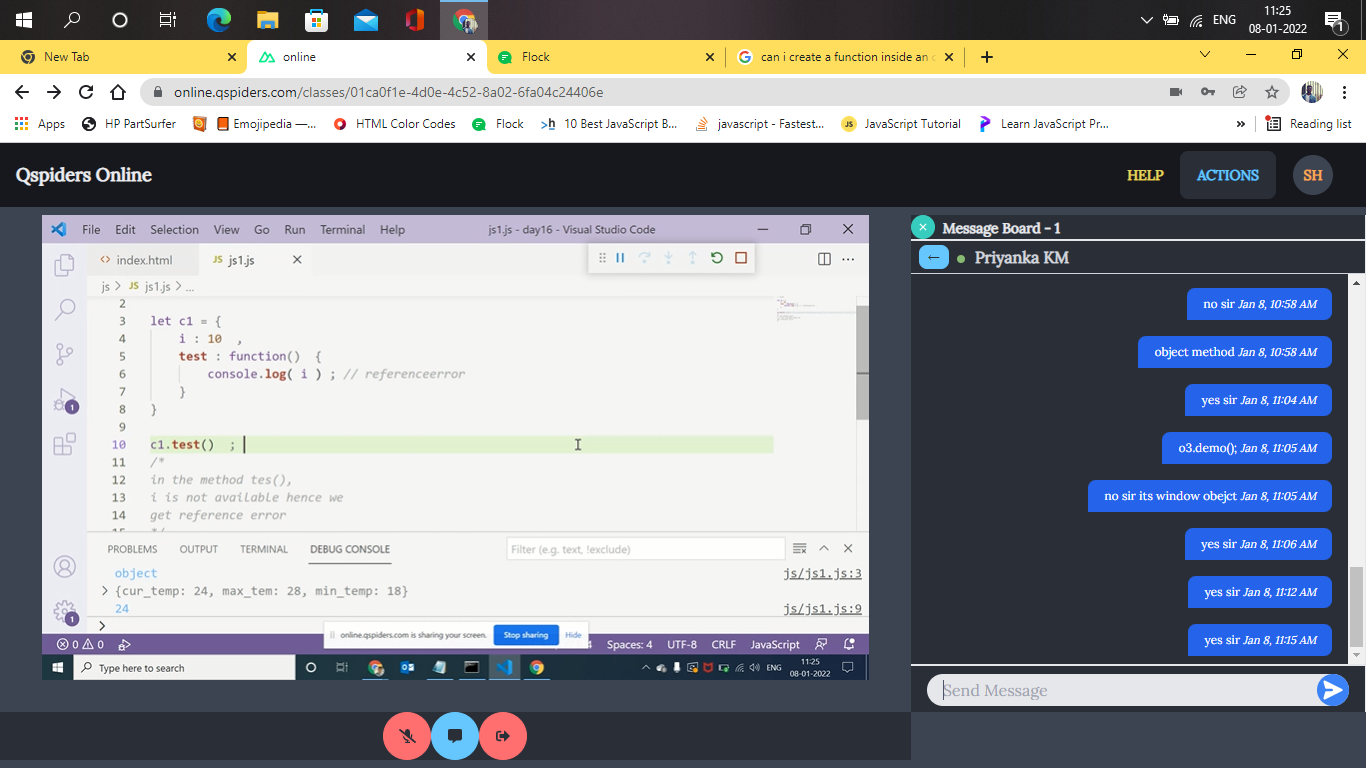 ENG
11:25
08-01-2022
1
New Tab
online
Flock
can i create a function inside an o
online.qspiders.com/classes/01ca0f1e-4d0e-4c52-8a02-6fa04c24406e
Apps
HP PartSurfer
Emojipedia —...
HTML Color Codes
Flock
10 Best JavaScript B...
javascript - Fastest...
JavaScript Tutorial
Learn JavaScript Pr...
»
Reading list
Qspiders Online
HELP
ACTIONS
SH
File Edit Selection View Go Run Terminal Help
js1.js - day16 - Visual Studio Code
index.html
JS js1.js
js > JS js1.js > ...
2
3 let c1 = {
4 i : 10 ,
5 test : function() {
6 console.log( i ) ; // referenceerror
7 }
8 }
9
10 c1.test() ;
11 /*
12 in the method tes(),
13 i is not available hence we
14 get reference error
15 */
PROBLEMS OUTPUT TERMINAL DEBUG CONSOLE
Filter (e.g. text, !exclude)
object js/js1.js:3
> {cur_temp: 24, max_tem: 28, min_temp: 18}
24 js/js1.js:9
>
online.qspiders.com is sharing your screen. Stop sharing Hide
0 0 4 Spaces: 4 UTF-8 CRLF JavaScript
Type here to search
ENG
11:25
08-01-2022
Message Board - 1
Priyanka KM
no sir Jan 8, 10:58 AM
object method Jan 8, 10:58 AM
yes sir Jan 8, 11:04 AM
o3.demo(); Jan 8, 11:05 AM
no sir its window obejct Jan 8, 11:05 AM
yes sir Jan 8, 11:06 AM
yes sir Jan 8, 11:12 AM
yes sir Jan 8, 11:15 AM
Send Message